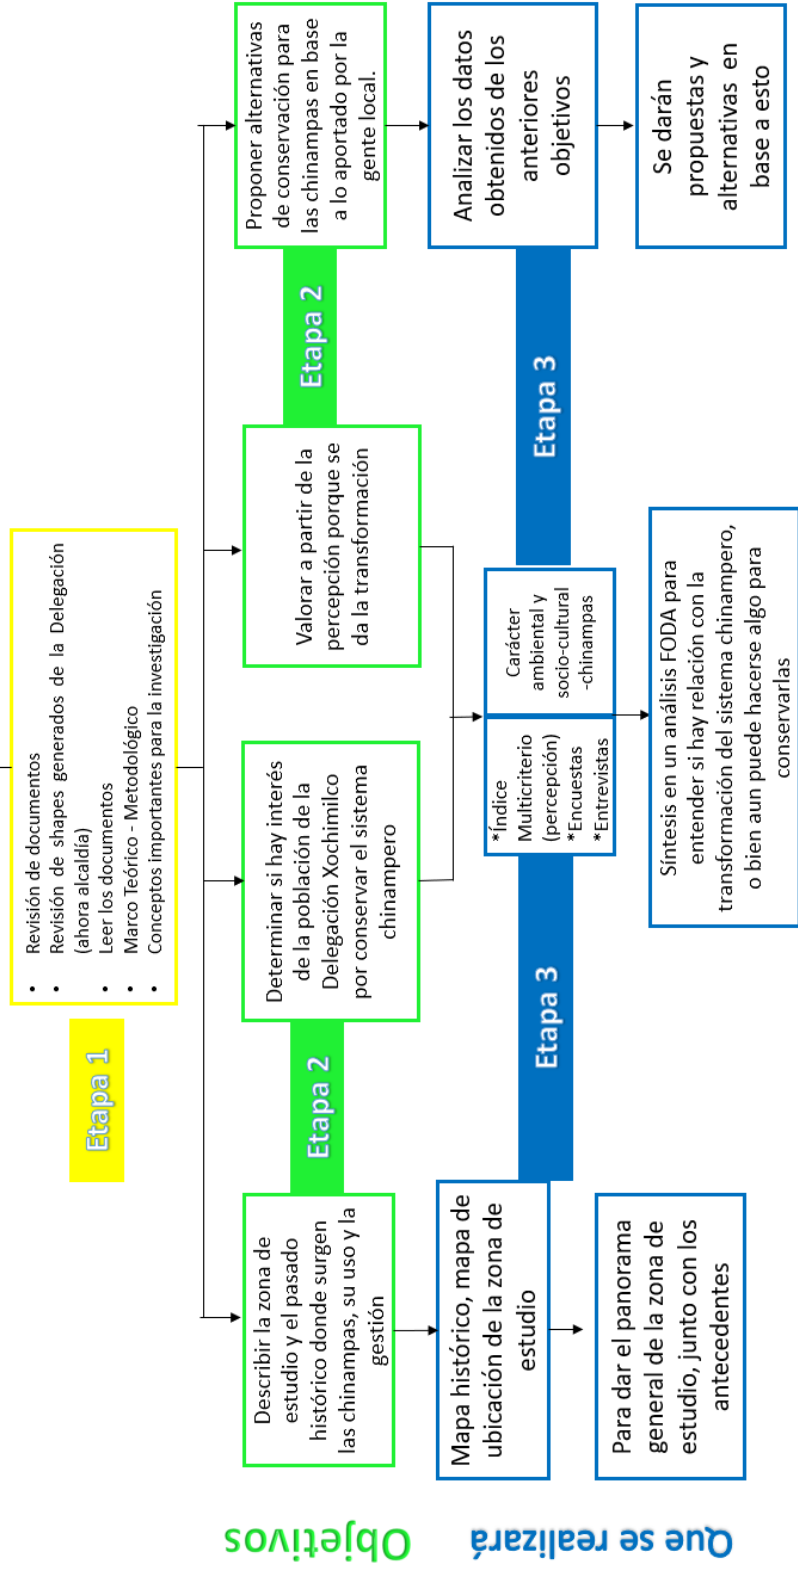 • Revisión de documentos
• Revisión de shapes generados de la Delegación
(ahora alcaldía)
• Leer los documentos
• Marco Teórico - Metodológico
• Conceptos importantes para la investigación
Etapa 1
Objetivos
Describir la zona de
estudio y el pasado
histórico donde surgen
las chinampas, su uso y la
gestión
Etapa 2
Determinar si hay interés
de la población de la
Delegación Xochimilco
por conservar el sistema
chinampero
Valorar a partir de la
percepción porque se
da la transformación
Etapa 2
Proponer alternativas
de conservación para
las chinampas en base
a lo aportado por la
gente local.
Que se realizará
Mapa histórico, mapa de
ubicación de la zona de
estudio
Etapa 3
*Índice
Multicriterio
(percepción)
*Encuestas
*Entrevistas
Carácter
ambiental y
socio-cultural
-chinampas
Etapa 3
Analizar los datos
obtenidos de los
anteriores
objetivos
Para dar el panorama
general de la zona de
estudio, junto con los
antecedentes
Síntesis en un análisis FODA para
entender si hay relación con la
transformación del sistema chinampero,
o bien aun puede hacerse algo para
conservarlas
Se darán
propuestas y
alternativas en
base a esto